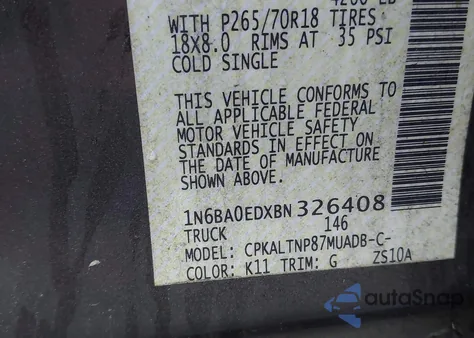 WITH P265/70R18 TIRES
18X8.0 RIMS AT 35 PSI
COLD SINGLE
THIS VEHICLE CONFORMS TO
ALL APPLICABLE FEDERAL
MOTOR VEHICLE SAFETY
STANDARDS IN EFFECT ON
THE DATE OF MANUFACTURE
SHOWN ABOVE.
1N6BA0EDXBN326408
TRUCK 146
MODEL: CPKALTNP87MUADB-C-
COLOR: K11 TRIM: G ZS10A
autoSnap